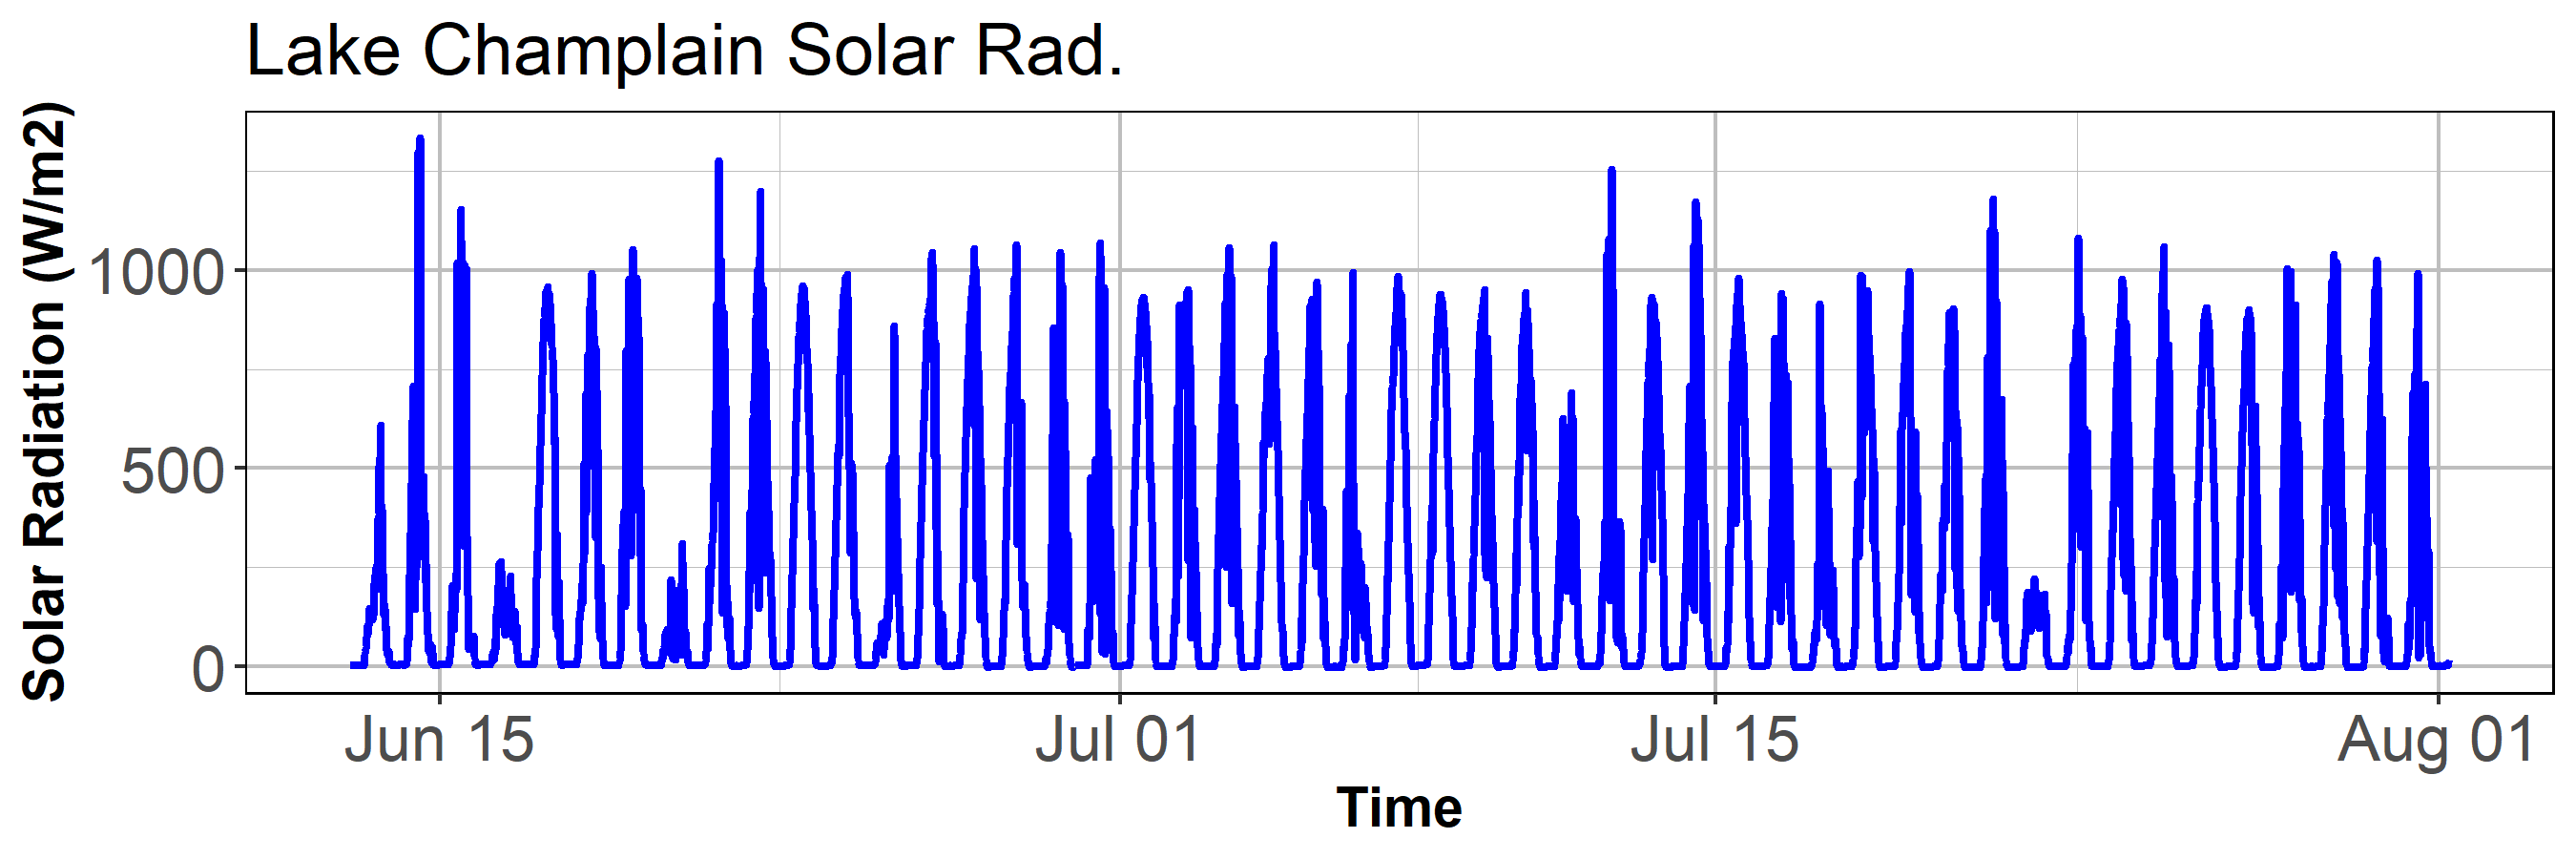 Lake Champlain Solar Rad.
Solar Radiation (W/m2)
1000
500
0
Jun 15
Jul 01
Jul 15
Aug 01
Time